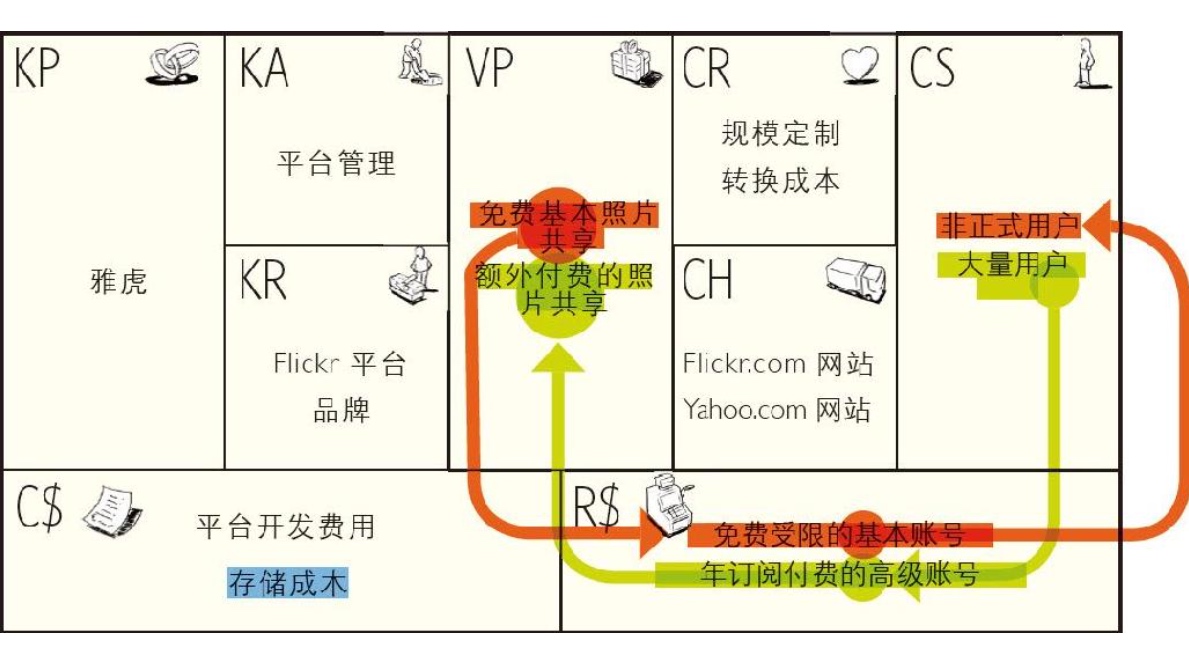 KP
雅虎
KA
平台管理
KR
Flickr 平台
品牌
VP
免费基本照片
共享
额外付费的照
片共享
CR
规模定制
转换成本
CH
Flickr.com 网站
Yahoo.com 网站
CS
非正式用户
大量用户
C$
平台开发费用
存储成木
R$
免费受限的基本账号
年订阅付费的高级账号